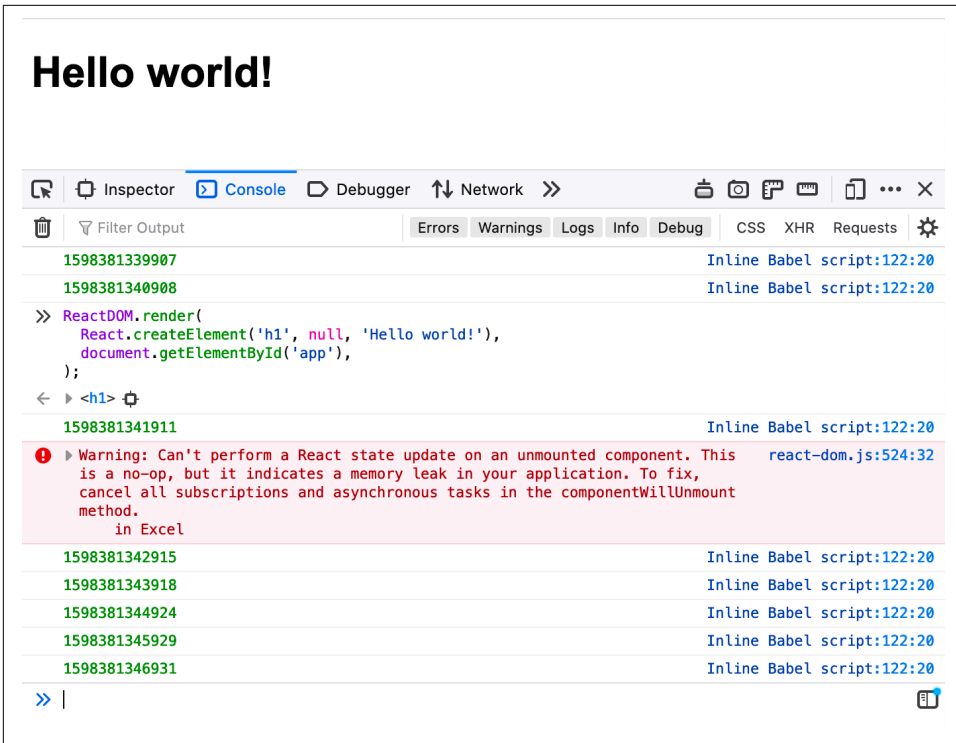 Hello world!
Inspector Console Debugger Network
Filter Output Errors Warnings Logs Info Debug CSS XHR Requests
1598381339907 Inline Babel script:122:20
1598381340908 Inline Babel script:122:20
ReactDOM.render(
React.createElement('h1', null, 'Hello world!'),
document.getElementById('app'),
);
<h1>
1598381341911 Inline Babel script:122:20
Warning: Can't perform a React state update on an unmounted component. This react-dom.js:524:32
is a no-op, but it indicates a memory leak in your application. To fix,
cancel all subscriptions and asynchronous tasks in the componentWillUnmount
method.
in Excel
1598381342915 Inline Babel script:122:20
1598381343918 Inline Babel script:122:20
1598381344924 Inline Babel script:122:20
1598381345929 Inline Babel script:122:20
1598381346931 Inline Babel script:122:20